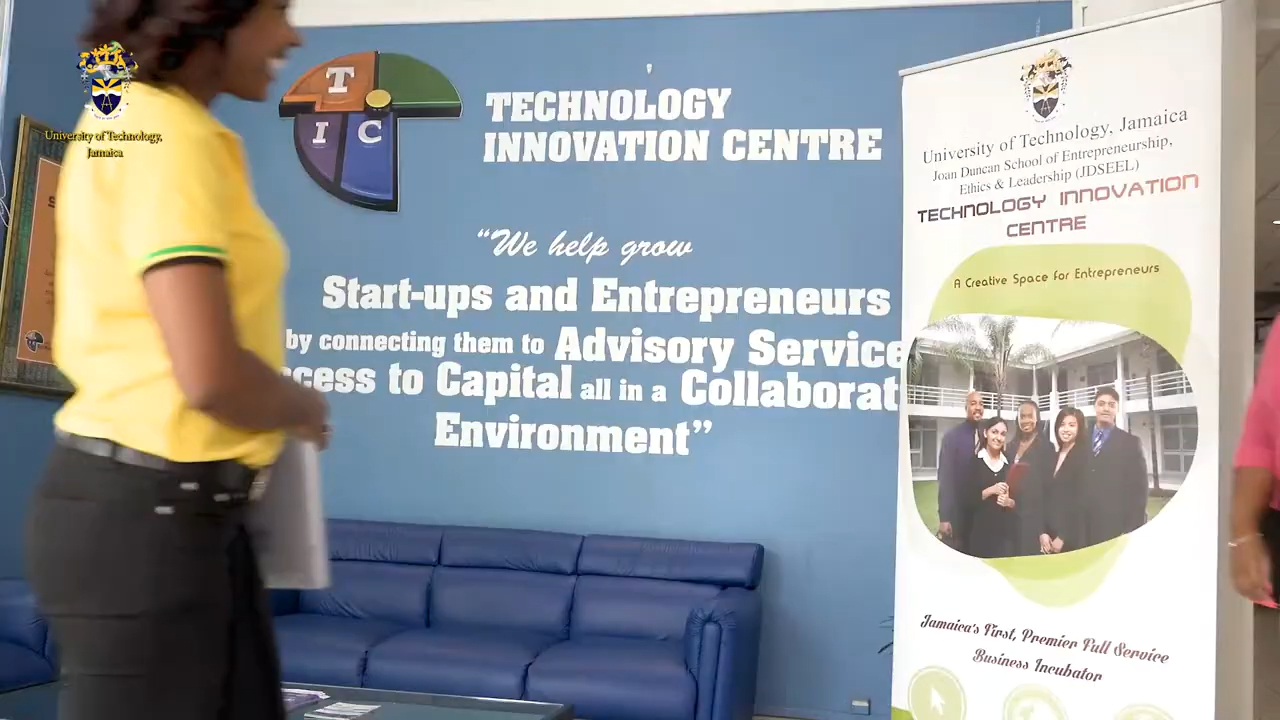 University of Technology,
Jamaica
T
I C
TECHNOLOGY
INNOVATION CENTRE
“We help grow
Start-ups and Entrepreneurs
by connecting them to Advisory Service
cess to Capital all in a Collaborat
Environment”
University of Technology, Jamaica
Joan Duncan School of Entrepreneurship,
Ethics & Leadership (JDSEEL)
TECHNOLOGY INNOVATION
CENTRE
A Creative Space for Entrepreneurs
Jamaica's First, Premier Full Service
Business Incubator